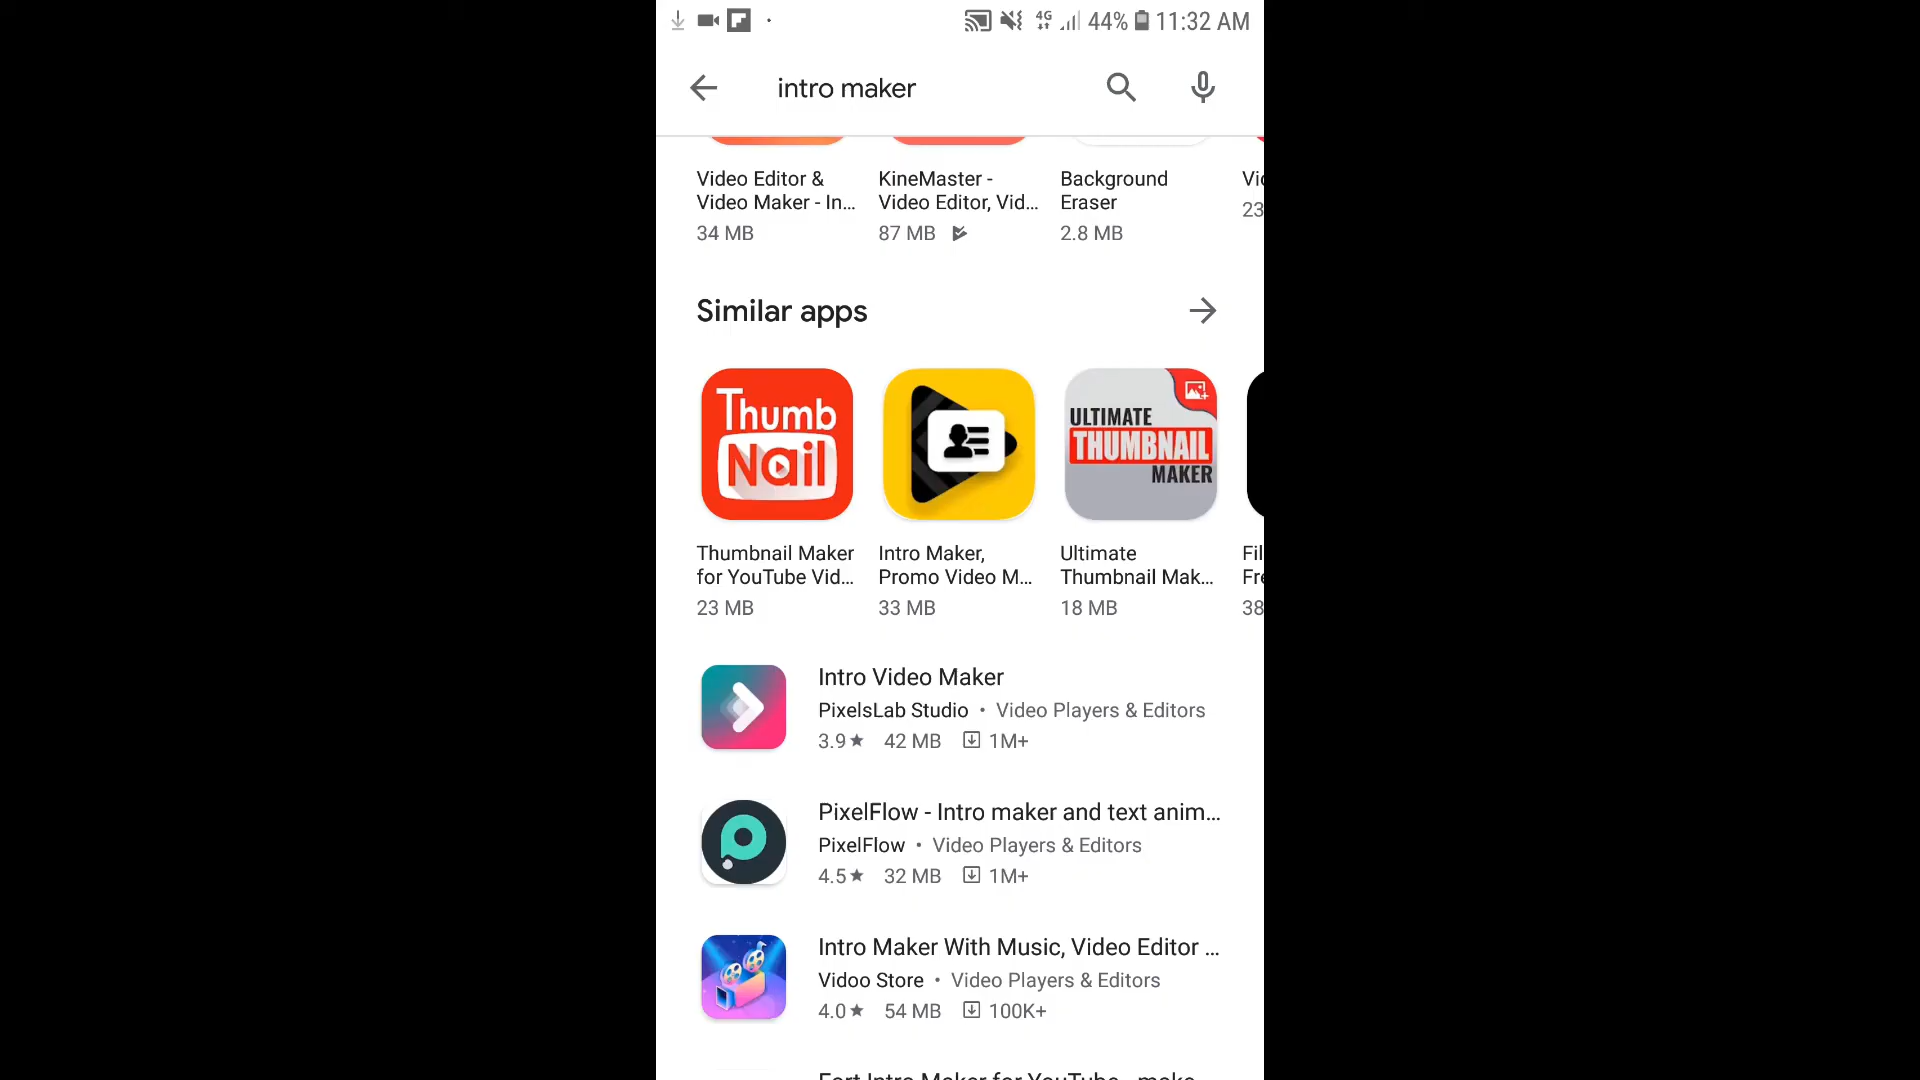 4G 44% 11:32 AM
intro maker
Video Editor &
Video Maker - In...
34 MB
KineMaster -
Video Editor, Vid...
87 MB
Background
Eraser
2.8 MB
23
Similar apps
Thumb
Nail
ULTIMATE
THUMBNAIL
MAKER
Thumbnail Maker
for YouTube Vid...
23 MB
Intro Maker,
Promo Video M...
33 MB
Ultimate
Thumbnail Mak...
18 MB
38
Intro Video Maker
PixelsLab Studio • Video Players & Editors
3.9★ 42 MB 1M+
PixelFlow - Intro maker and text anim...
PixelFlow • Video Players & Editors
4.5★ 32 MB 1M+
Intro Maker With Music, Video Editor ...
Vidoo Store • Video Players & Editors
4.0★ 54 MB 100K+